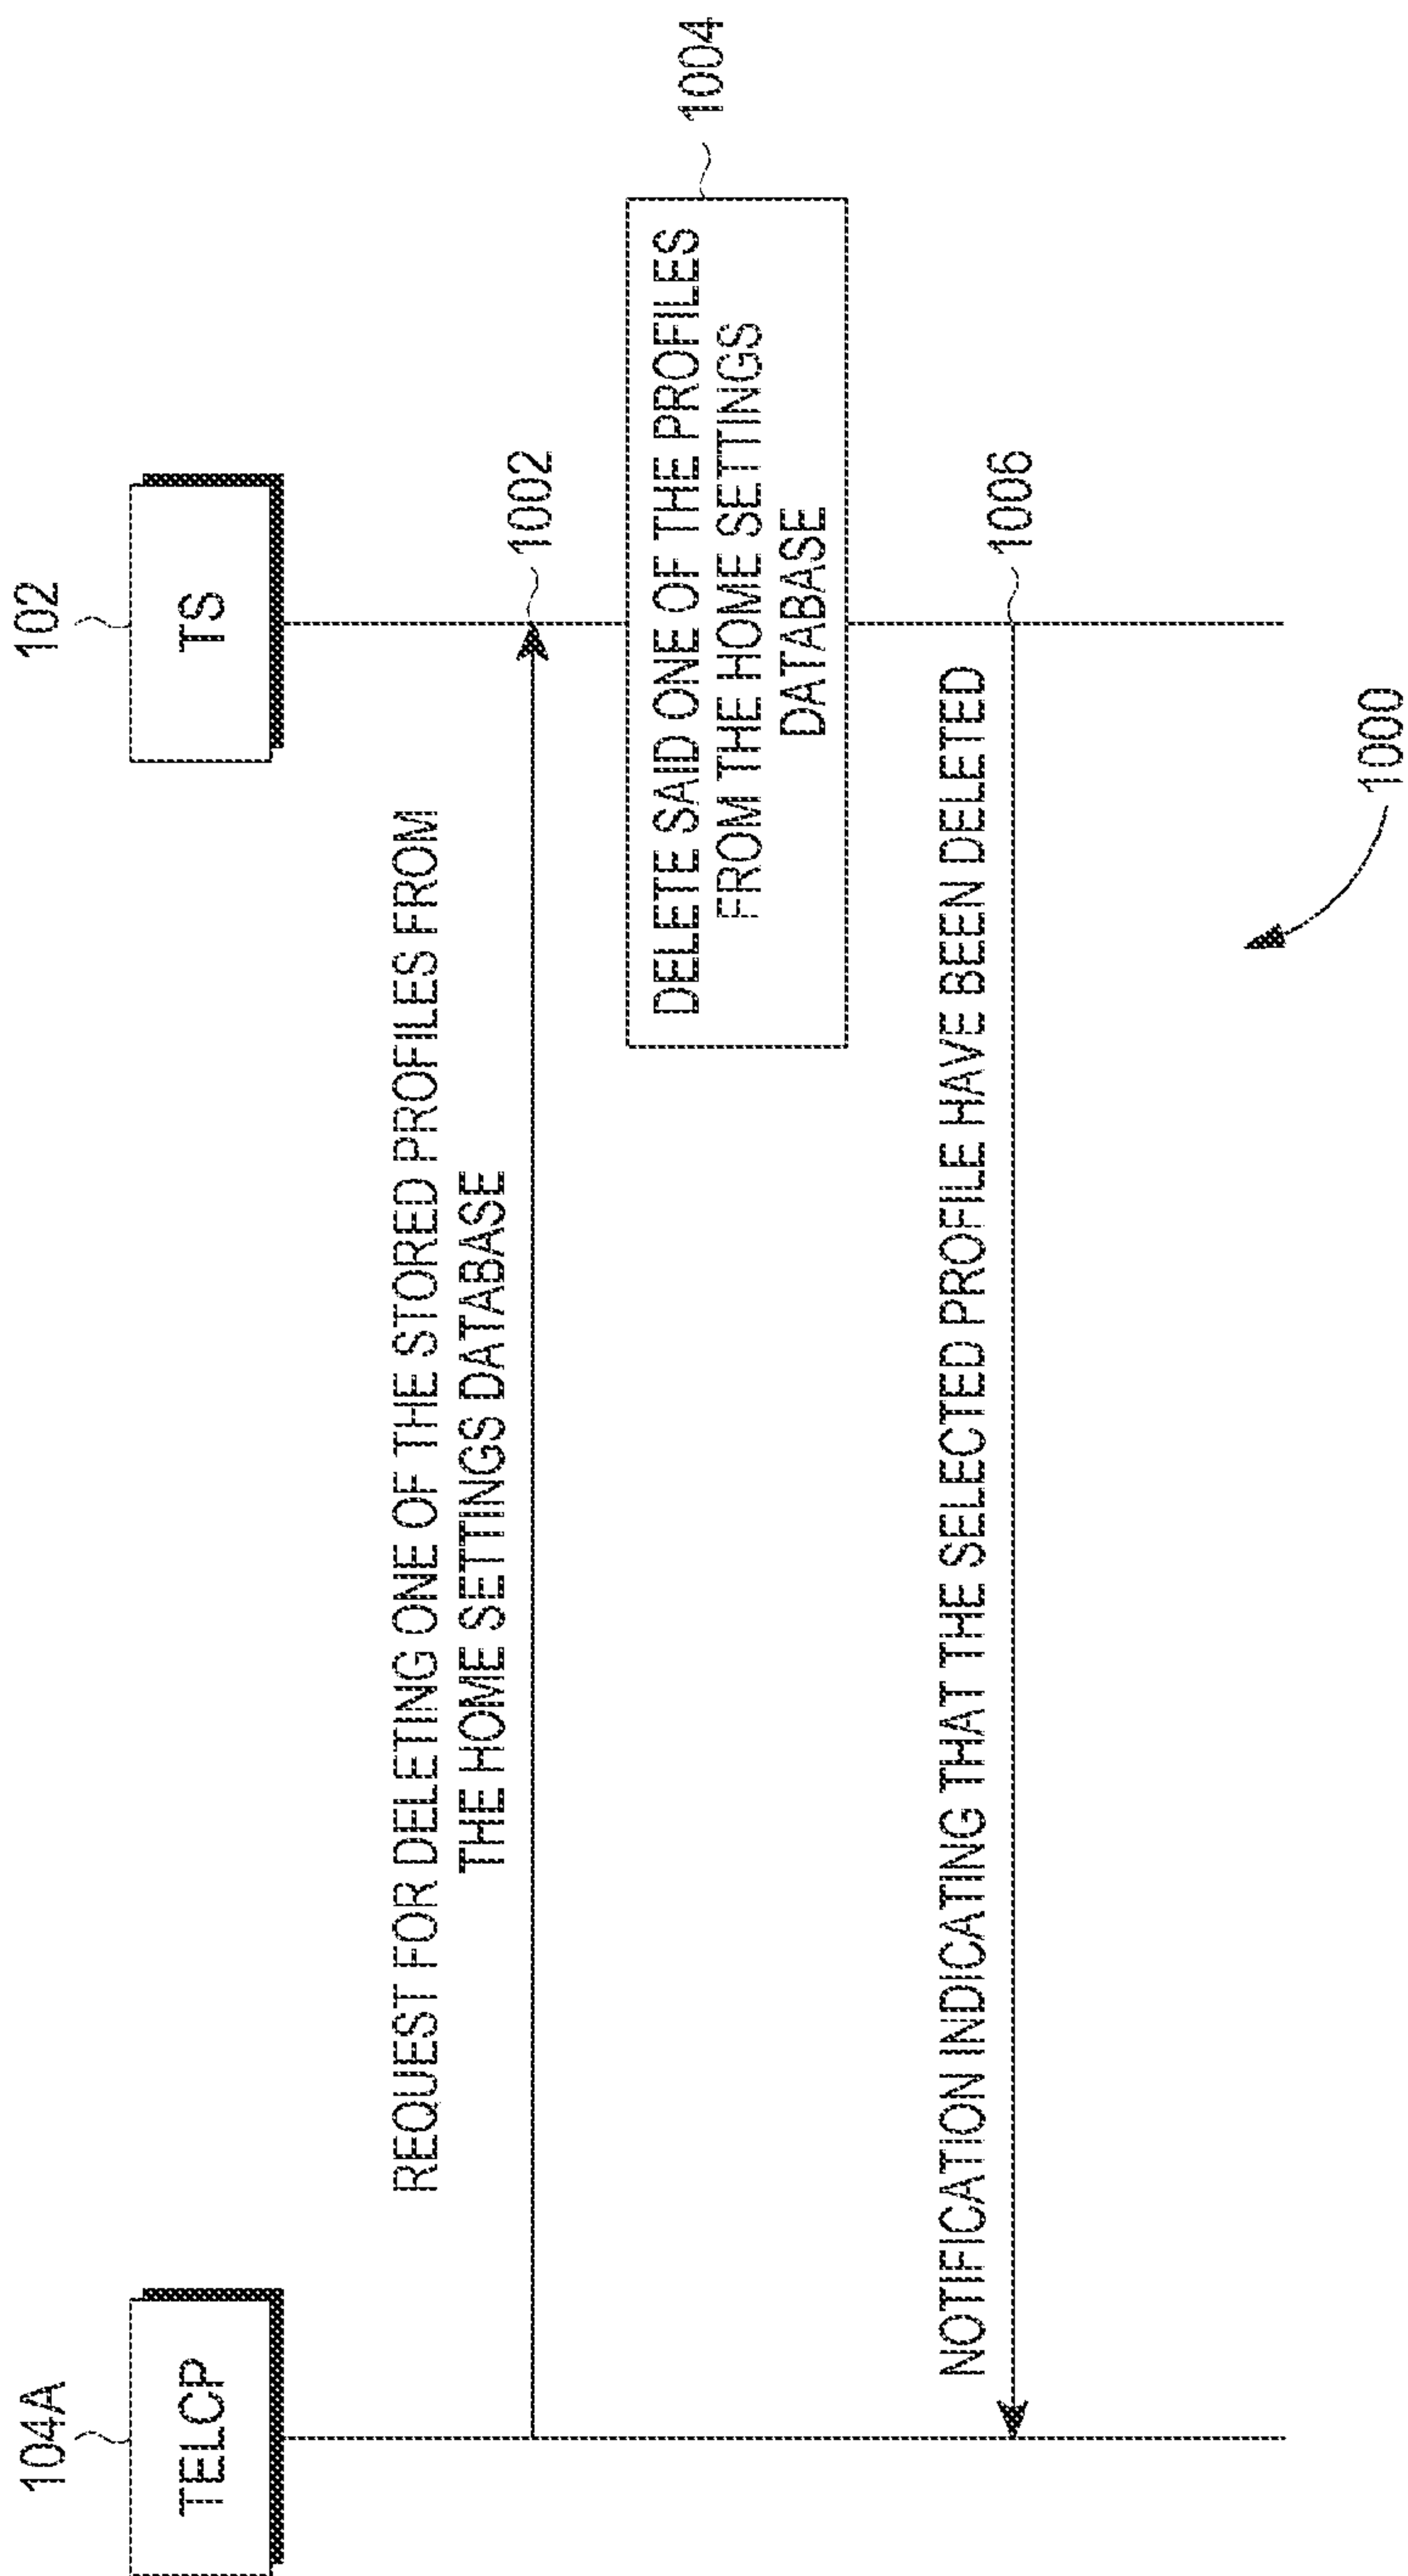 104A
102
TELCP
TS
REQUEST FOR DELETING ONE OF THE STORED PROFILES FROM
THE HOME SETTINGS DATABASE
1002
DELETE SAID ONE OF THE PROFILES
FROM THE HOME SETTINGS
DATABASE
1004
NOTIFICATION INDICATING THAT THE SELECTED PROFILE HAVE BEEN DELETED
1006
1000